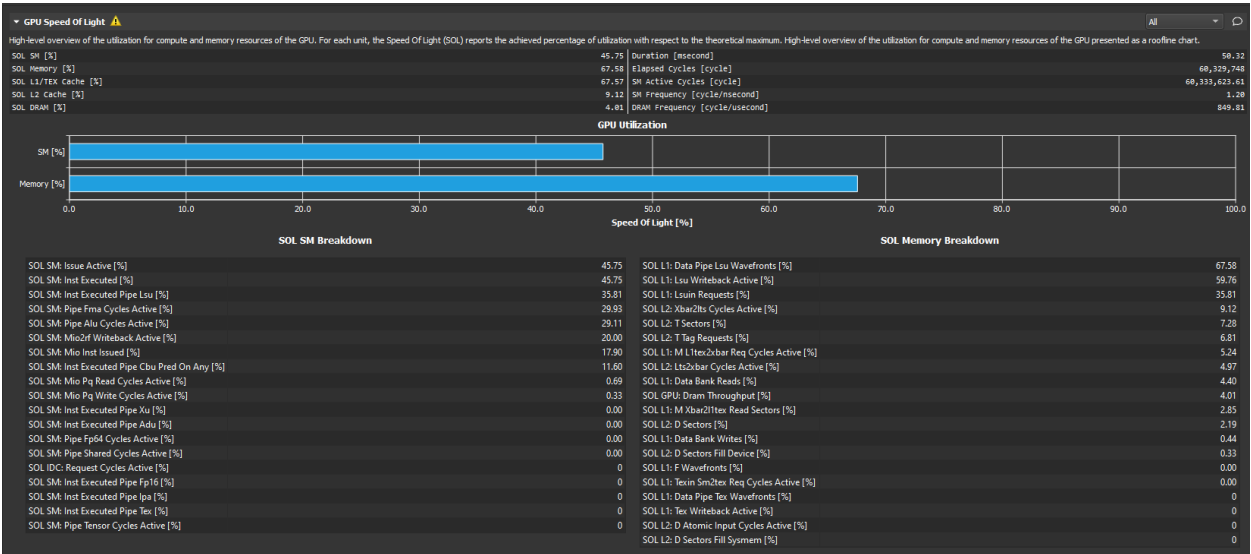 GPU Speed Of Light All
High-level overview of the utilization for compute and memory resources of the GPU. For each unit, the Speed Of Light (SOL) reports the achieved percentage of utilization with respect to the theoretical maximum. High-level overview of the utilization for compute and memory resources of the GPU presented as a roofline chart.
SOL SM [%] 45.75 Duration [msecond] 50.32
SOL Memory [%] 67.58 Elapsed Cycles [cycle] 60,329,748
SOL L1/TEX Cache [%] 67.57 SM Active Cycles [cycle] 60,333,623.61
SOL L2 Cache [%] 9.12 SM Frequency [cycle/nsecond] 1.20
SOL DRAM [%] 4.01 DRAM Frequency [cycle/usecond] 849.81
GPU Utilization
SM [%]
Memory [%]
0.0 10.0 20.0 30.0 40.0 50.0 60.0 70.0 80.0 90.0 100.0
Speed Of Light [%]
SOL SM Breakdown
SOL SM: Issue Active [%] 45.75
SOL SM: Inst Executed [%] 45.75
SOL SM: Inst Executed Pipe Lsu [%] 35.81
SOL SM: Pipe Fma Cycles Active [%] 29.93
SOL SM: Pipe Alu Cycles Active [%] 29.11
SOL SM: Mio2rf Writeback Active [%] 20.00
SOL SM: Mio Inst Issued [%] 17.90
SOL SM: Inst Executed Pipe Cbu Pred On Any [%] 11.60
SOL SM: Mio Pq Read Cycles Active [%] 0.69
SOL SM: Mio Pq Write Cycles Active [%] 0.33
SOL SM: Inst Executed Pipe Xu [%] 0.00
SOL SM: Inst Executed Pipe Adu [%] 0.00
SOL SM: Pipe Fp64 Cycles Active [%] 0.00
SOL SM: Pipe Shared Cycles Active [%] 0.00
SOL IDC: Request Cycles Active [%] 0
SOL SM: Inst Executed Pipe Fp16 [%] 0
SOL SM: Inst Executed Pipe Ipa [%] 0
SOL SM: Inst Executed Pipe Tex [%] 0
SOL SM: Pipe Tensor Cycles Active [%] 0
SOL Memory Breakdown
SOL L1: Data Pipe Lsu Wavefronts [%] 67.58
SOL L1: Lsu Writeback Active [%] 59.76
SOL L1: Lsuin Requests [%] 35.81
SOL L2: Xbar2lts Cycles Active [%] 9.12
SOL L2: T Sectors [%] 7.28
SOL L2: T Tag Requests [%] 6.81
SOL L1: M L1tex2xbar Req Cycles Active [%] 5.24
SOL L2: Lts2xbar Cycles Active [%] 4.97
SOL L1: Data Bank Reads [%] 4.40
SOL GPU: Dram Throughput [%] 4.01
SOL L1: M Xbar2l1tex Read Sectors [%] 2.85
SOL L2: D Sectors [%] 2.19
SOL L1: Data Bank Writes [%] 0.44
SOL L2: D Sectors Fill Device [%] 0.33
SOL L1: F Wavefronts [%] 0.00
SOL L1: Texin Sm2tex Req Cycles Active [%] 0.00
SOL L1: Data Pipe Tex Wavefronts [%] 0
SOL L1: Tex Writeback Active [%] 0
SOL L2: D Atomic Input Cycles Active [%] 0
SOL L2: D Sectors Fill Sysmem [%] 0